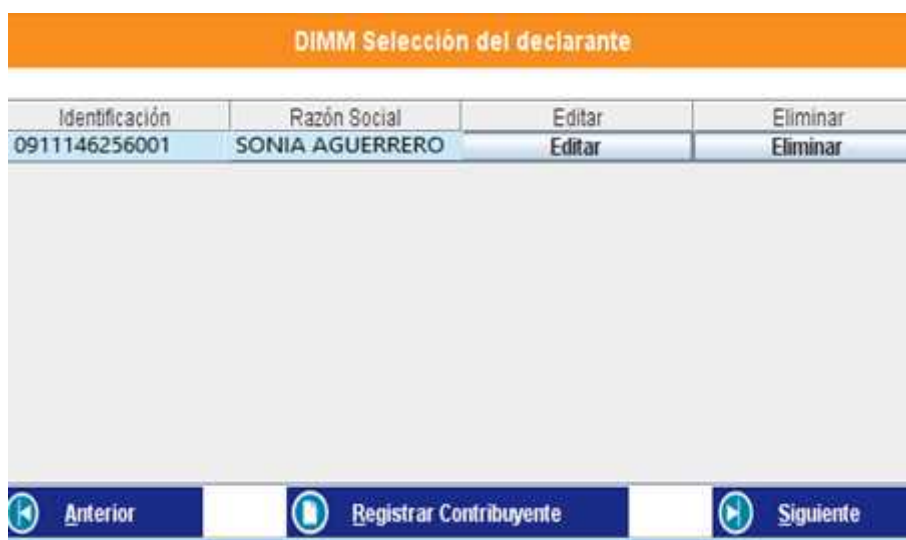 DIMM Selección del declarante
Identificación Razón Social Editar Eliminar
0911146256001 SONIA AGUERRERO Editar Eliminar
Anterior Registrar Contribuyente Siguiente